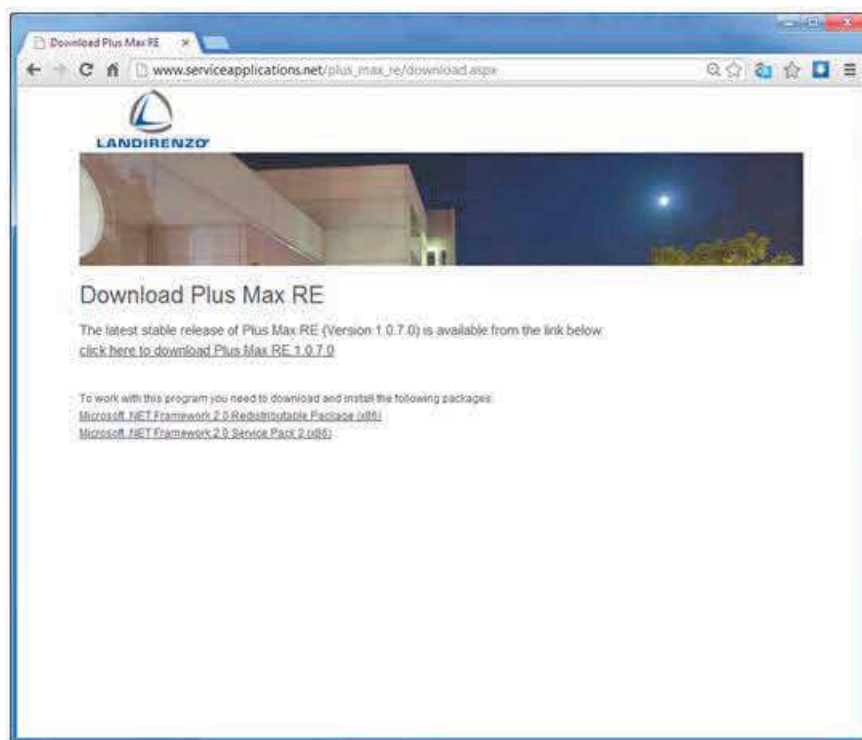 Download Plus Max RE
www.serviceapplications.net/plus_max_re/download.aspx
LANDIRENZO®
Download Plus Max RE
The latest stable release of Plus Max RE (Version 1.0.7.0) is available from the link below:
click here to download Plus Max RE 1.0.7.0
To work with this program you need to download and install the following packages:
Microsoft .NET Framework 2.0 Redistributable Package (x86)
Microsoft .NET Framework 2.0 Service Pack 2 (x86)